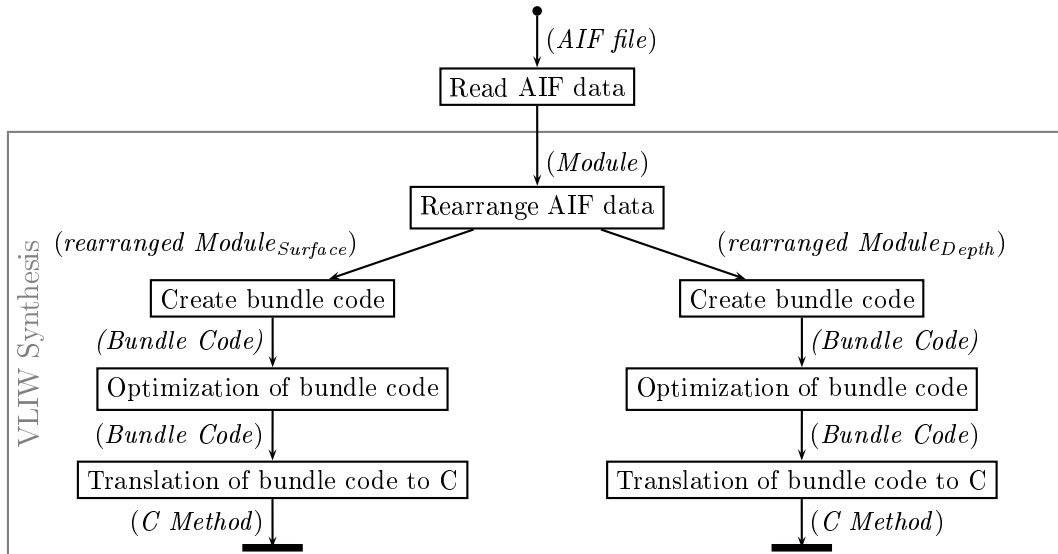 (AIF file)
Read AIF data
(Module)
Rearrange AIF data
(rearranged Module_Surface)
(rearranged Module_Depth)
Create bundle code
Create bundle code
(Bundle Code)
(Bundle Code)
Optimization of bundle code
Optimization of bundle code
(Bundle Code)
(Bundle Code)
Translation of bundle code to C
Translation of bundle code to C
(C Method)
(C Method)
VLIW Synthesis